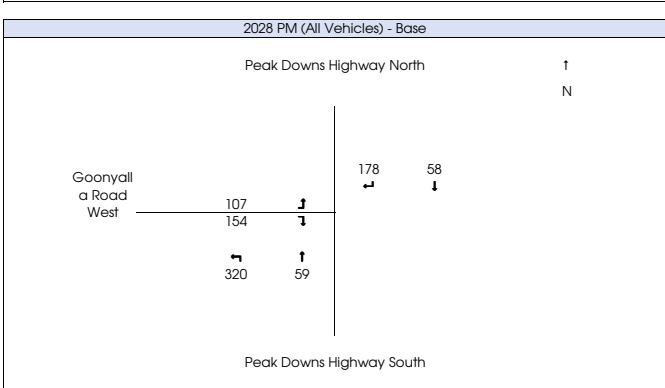 2028 PM (All Vehicles) - Base
Peak Downs Highway North
↑
N
178 58
↵ ↓
Goonyall
a Road
West
107 ↰
154 ↴
↰ ↑
320 59
Peak Downs Highway South